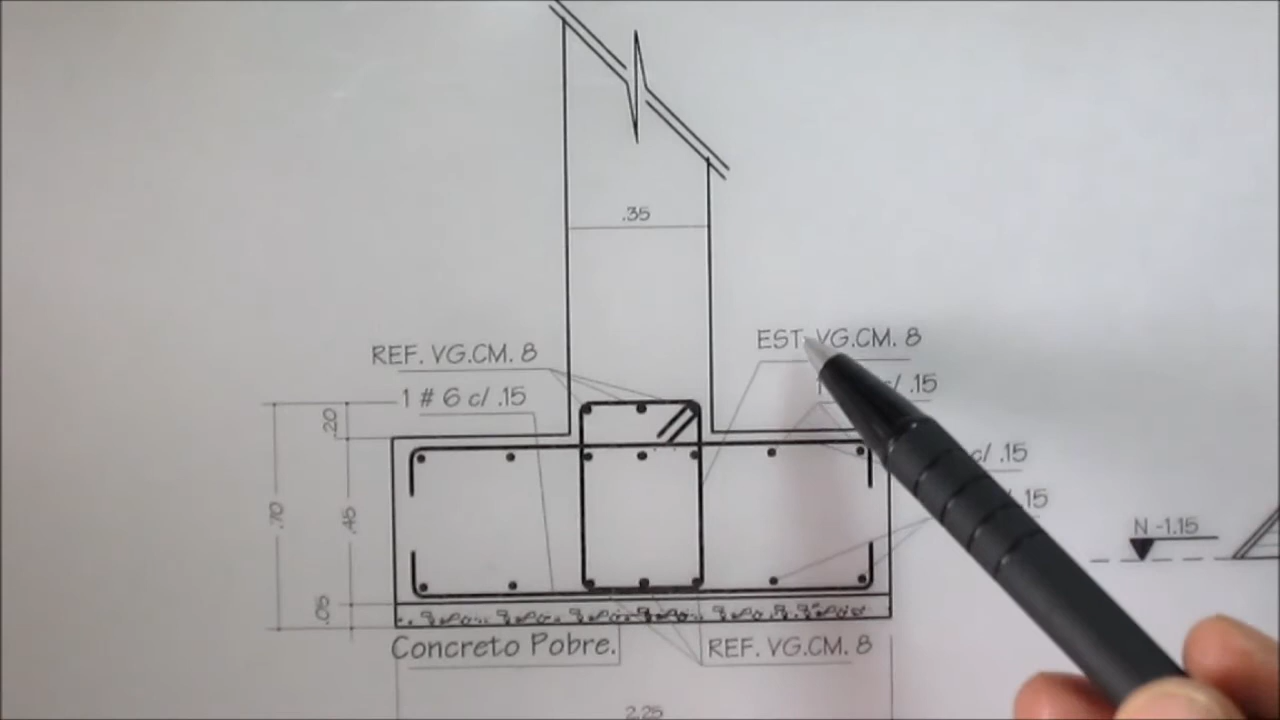 .35
REF. VG.CM. 8
EST. VG.CM. 8
1 # 6 c/ .15
c/ .15
.20
c/ .15
.70
.45
.15
N -1.15
.05
Concreto Pobre.
REF. VG.CM. 8
2.25